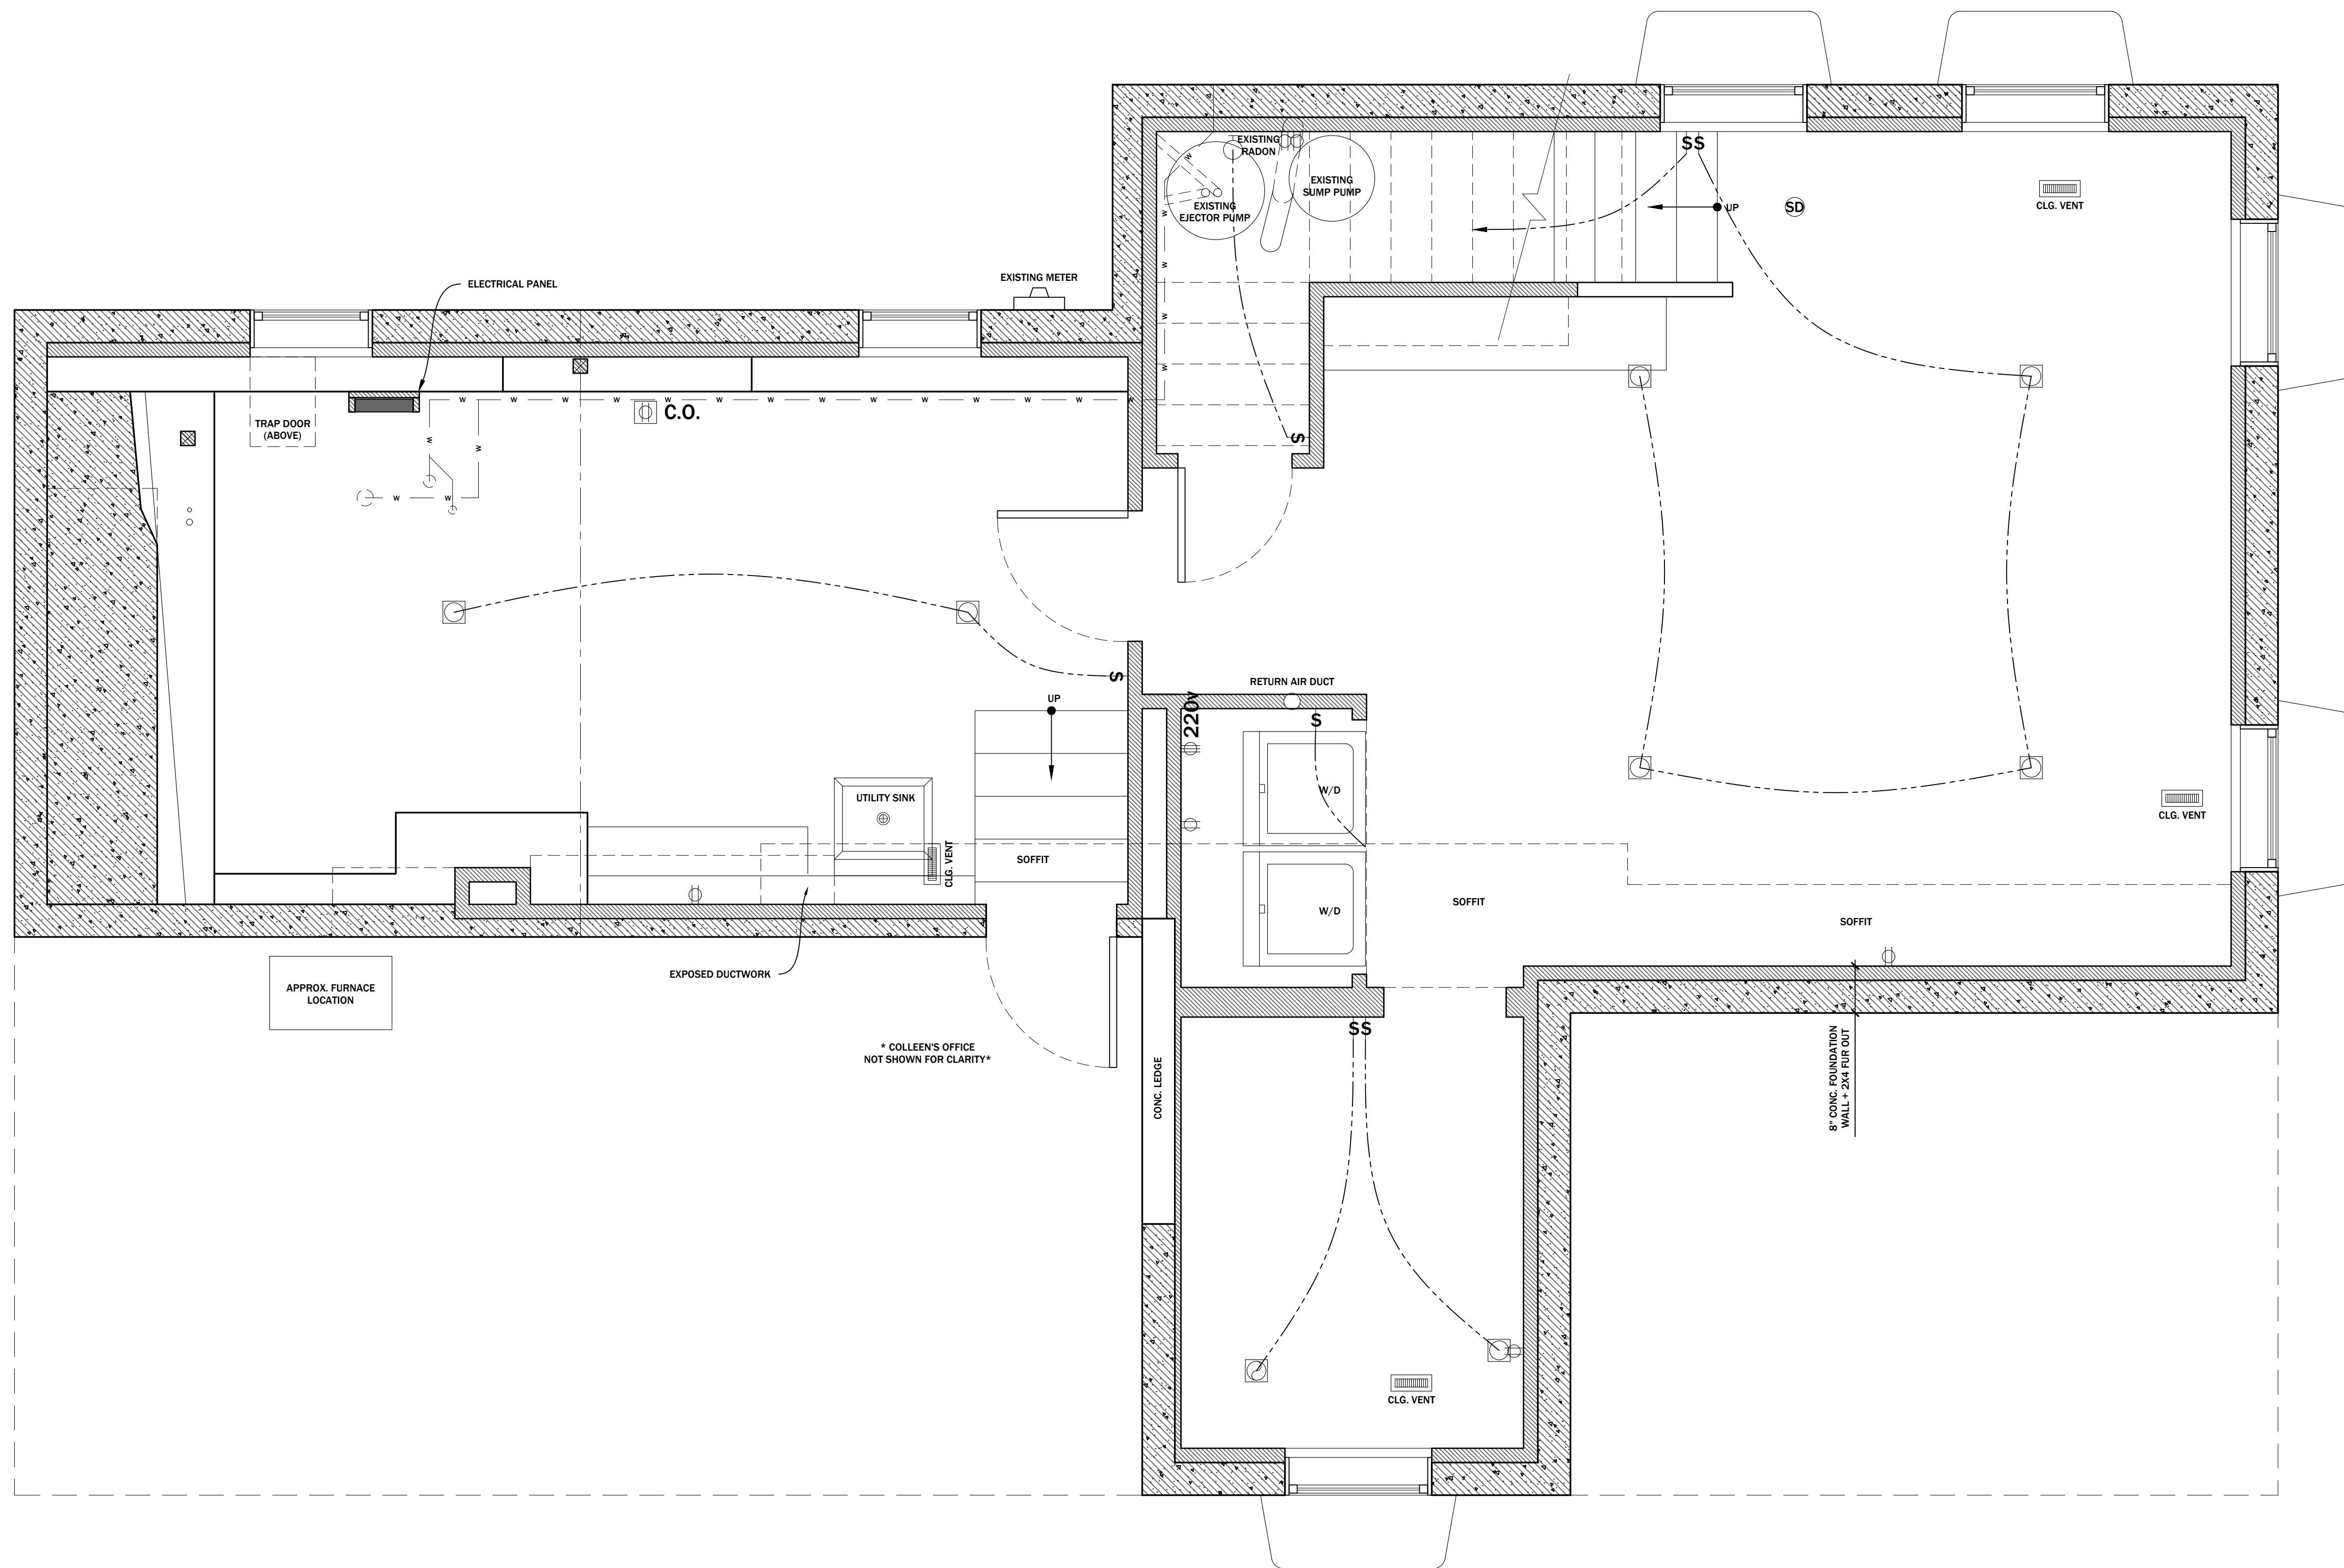 EXISTING
RADON
EXISTING
SUMP PUMP
EXISTING
EJECTOR PUMP
SS
UP
SD
CLG. VENT
ELECTRICAL PANEL
EXISTING METER
TRAP DOOR
(ABOVE)
C.O.
W W W W W W W W W W W W W W
W
W
W
W
W
W
W
W W
S
S
UP
RETURN AIR DUCT
220V
S
W/D
W/D
UTILITY SINK
CLG. VENT
SOFFIT
CLG. VENT
SOFFIT
SOFFIT
EXPOSED DUCTWORK
APPROX. FURNACE
LOCATION
* COLLEEN'S OFFICE
NOT SHOWN FOR CLARITY*
CONC. LEDGE
SS
8" CONC. FOUNDATION
WALL + 2X4 FUR OUT
CLG. VENT